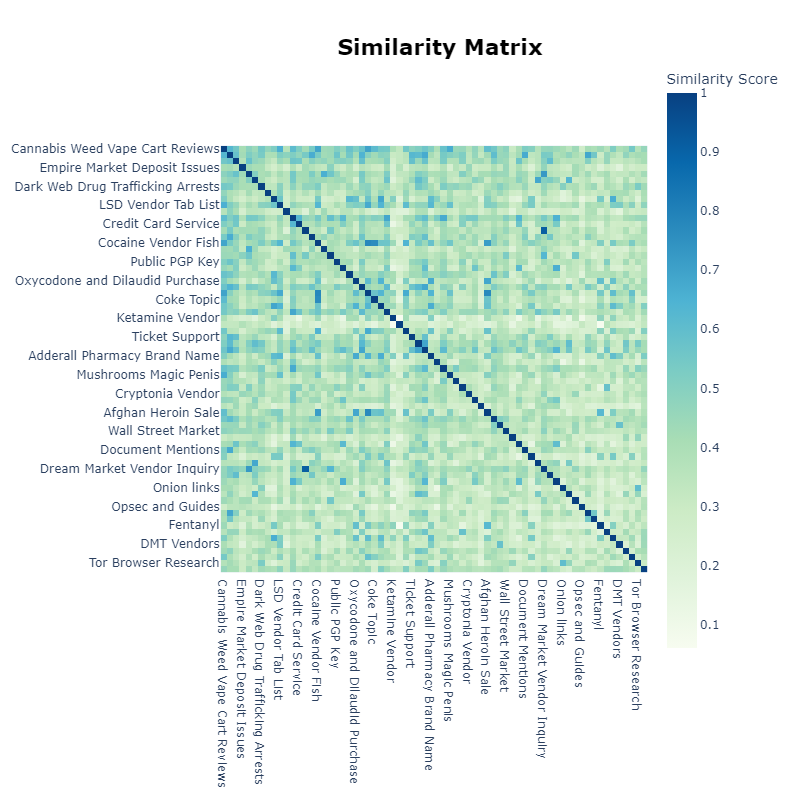 Similarity Matrix
Similarity Score
1
0.9
0.8
0.7
0.6
0.5
0.4
0.3
0.2
0.1
Cannabis Weed Vape Cart Reviews
Empire Market Deposit Issues
Dark Web Drug Trafficking Arrests
LSD Vendor Tab List
Credit Card Service
Cocaine Vendor Fish
Public PGP Key
Oxycodone and Dilaudid Purchase
Coke Topic
Ketamine Vendor
Ticket Support
Adderall Pharmacy Brand Name
Mushrooms Magic Penis
Cryptonia Vendor
Afghan Heroin Sale
Wall Street Market
Document Mentions
Dream Market Vendor Inquiry
Onion links
Opsec and Guides
Fentanyl
DMT Vendors
Tor Browser Research
Cannabis Weed Vape Cart Reviews
Empire Market Deposit Issues
Dark Web Drug Trafficking Arrests
LSD Vendor Tab List
Credit Card Service
Cocaine Vendor Fish
Public PGP Key
Oxycodone and Dilaudid Purchase
Coke Topic
Ketamine Vendor
Ticket Support
Adderall Pharmacy Brand Name
Mushrooms Magic Penis
Cryptonia Vendor
Afghan Heroin Sale
Wall Street Market
Document Mentions
Dream Market Vendor Inquiry
Onion links
Opsec and Guides
Fentanyl
DMT Vendors
Tor Browser Research